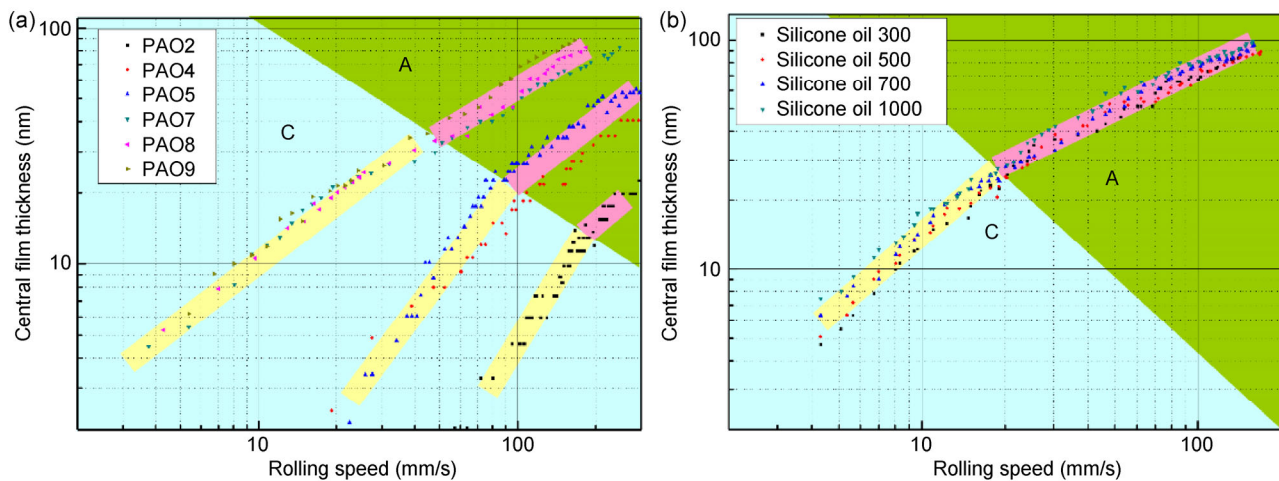 (a)
Central film thickness (nm)
100
10
PAO2
PAO4
PAO5
PAO7
PAO8
PAO9
A
C
10
100
Rolling speed (mm/s)
(b)
Central film thickness (nm)
100
10
Silicone oil 300
Silicone oil 500
Silicone oil 700
Silicone oil 1000
A
C
10
100
Rolling speed (mm/s)